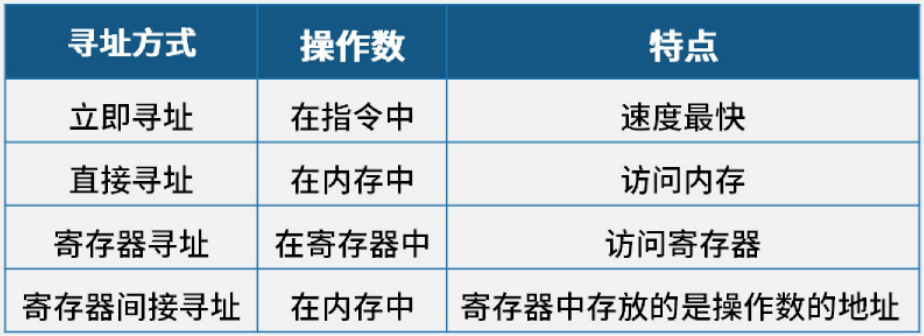 寻址方式 操作数 特点
立即寻址 在指令中 速度最快
直接寻址 在内存中 访问内存
寄存器寻址 在寄存器中 访问寄存器
寄存器间接寻址 在内存中 寄存器中存放的是操作数的地址